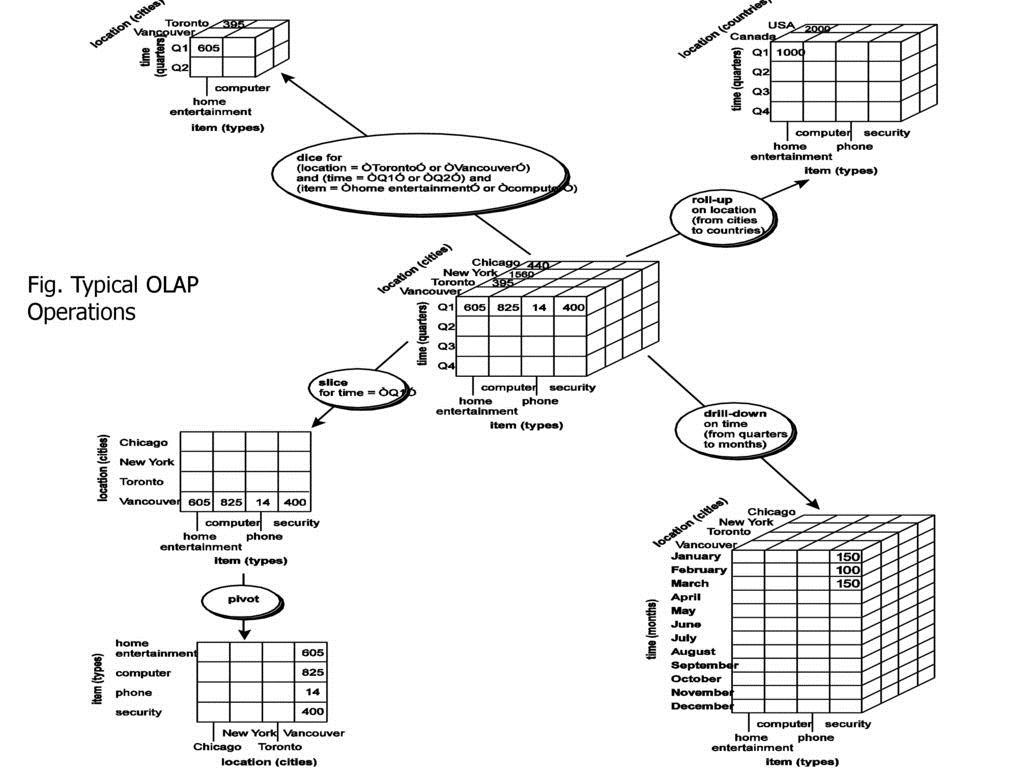 location (cities)
Toronto 395
Vancouver
Q1 605
Q2
time (quarters)
computer
home entertainment
item (types)
location (countries)
USA 2000
Canada
Q1 1000
Q2
Q3
Q4
time (quarters)
computer security
home entertainment phone
item (types)
dice for
(location = ÒTorontoÓ or ÒVancouverÓ)
and (time = ÒQ1Ó or ÒQ2Ó) and
(item = Òhome entertainmentÓ or ÒcomputerÓ)
roll-up
on location
(from cities
to countries)
Fig. Typical OLAP
Operations
location (cities)
Chicago 440
New York 1560
Toronto 395
Vancouver
Q1 605 825 14 400
Q2
Q3
Q4
time (quarters)
computer security
home entertainment phone
item (types)
slice
for time = ÒQ1Ó
drill-down
on time
(from quarters
to months)
location (cities)
Chicago
New York
Toronto
Vancouver 605 825 14 400
computer security
home entertainment phone
item (types)
pivot
item (types)
home entertainment 605
computer 825
phone 14
security 400
New York Vancouver
Chicago Toronto
location (cities)
location (cities)
Chicago
New York
Toronto
Vancouver
January 150
February 100
March 150
April
May
June
July
August
September
October
November
December
time (months)
computer security
home entertainment phone
item (types)